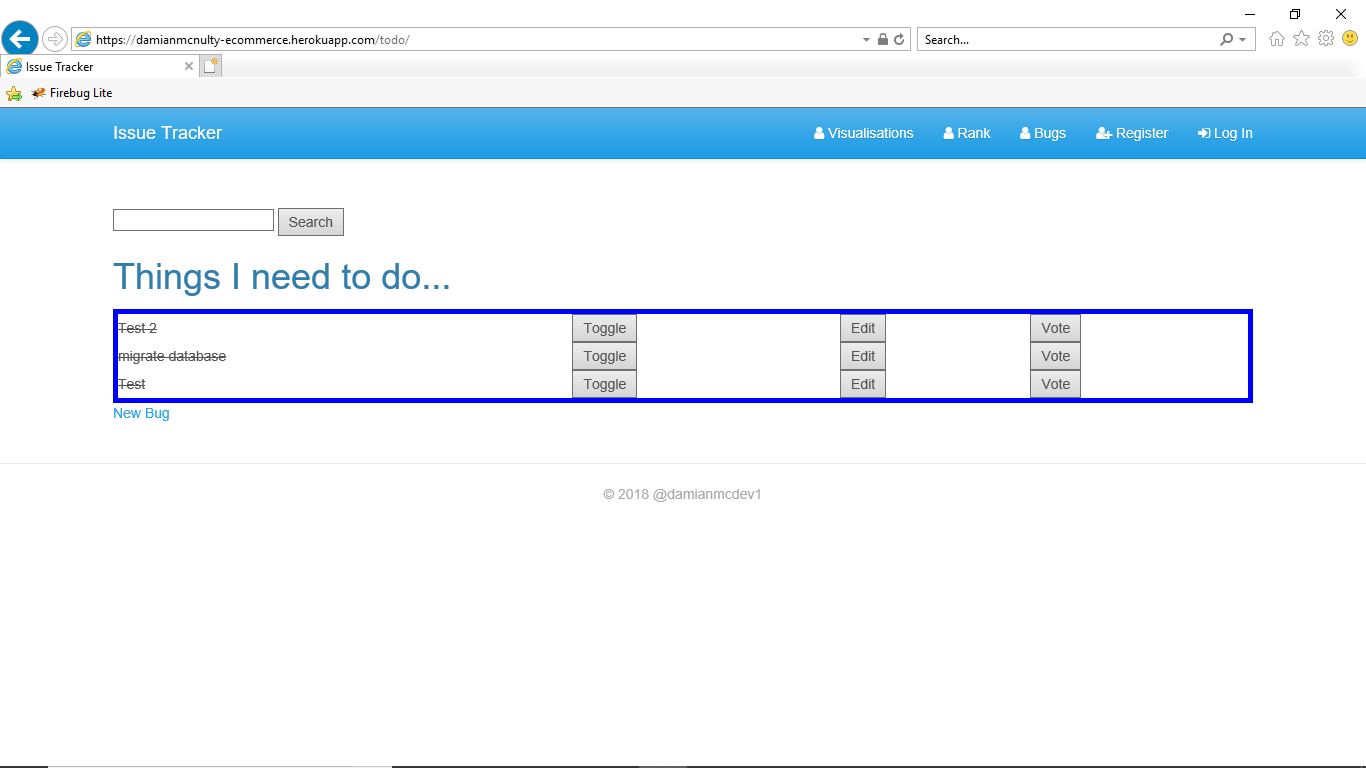 https://damianmcnulty-ecommerce.herokuapp.com/todo/ Search...
Issue Tracker
Firebug Lite
Issue Tracker Visualisations Rank Bugs Register Log In
Search
Things I need to do...
Test 2 Toggle Edit Vote
migrate database Toggle Edit Vote
Test Toggle Edit Vote
New Bug
© 2018 @damianmcdev1